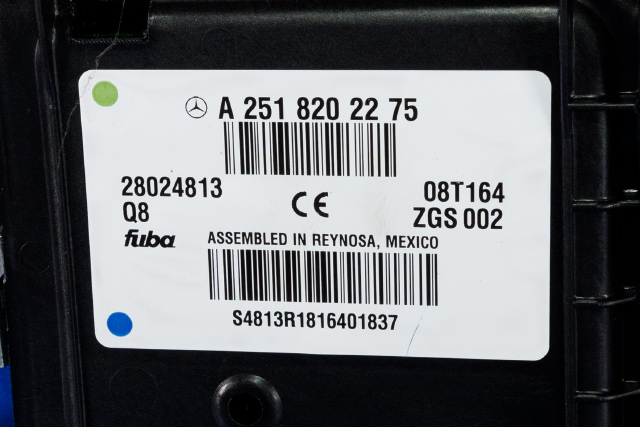 A 251 820 22 75
28024813
Q8
CE
08T164
ZGS 002
fuba
ASSEMBLED IN REYNOSA, MEXICO
S4813R1816401837